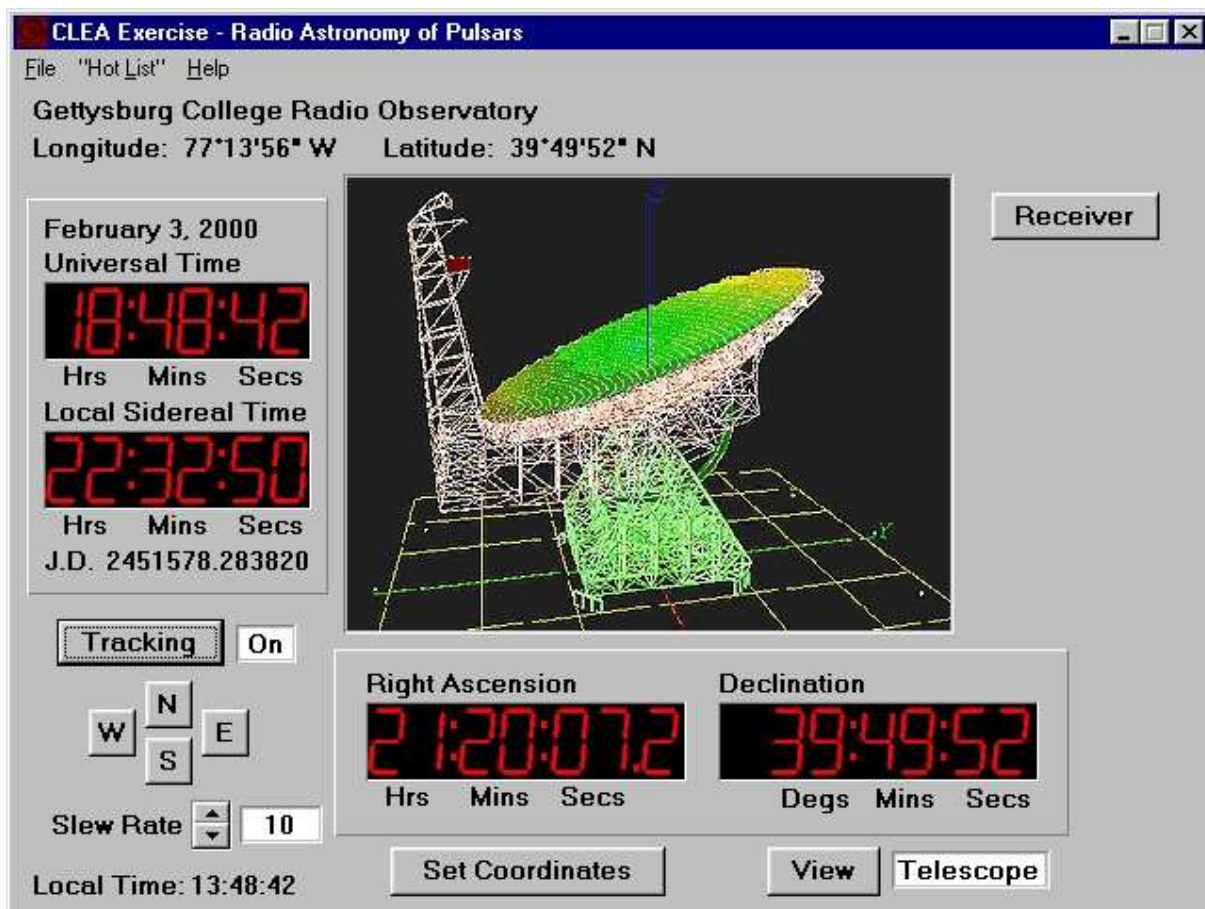 CLEA Exercise - Radio Astronomy of Pulsars
File "Hot List" Help
Gettysburg College Radio Observatory
Longitude: 77°13'56" W Latitude: 39°49'52" N
Receiver
February 3, 2000
Universal Time
18:48:42
Hrs Mins Secs
Local Sidereal Time
22:32:50
Hrs Mins Secs
J.D. 2451578.283820
Y
Tracking On
N
W E
S
Slew Rate 10
Local Time: 13:48:42
Right Ascension Declination
21:20:07.2 39:49:52
Hrs Mins Secs Degs Mins Secs
Set Coordinates View Telescope